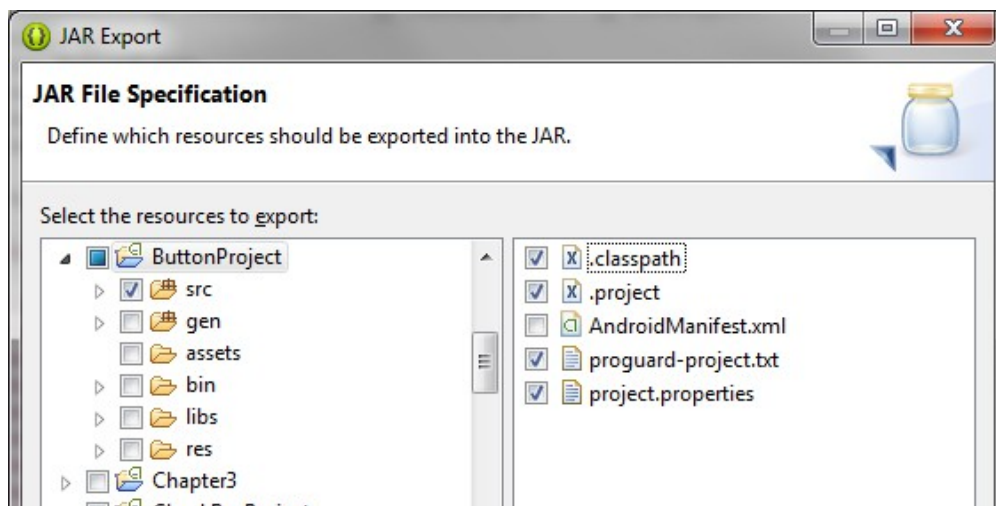 JAR Export
JAR File Specification
Define which resources should be exported into the JAR.
Select the resources to export:
ButtonProject
src
gen
assets
bin
libs
res
Chapter3
.classpath
.project
AndroidManifest.xml
proguard-project.txt
project.properties